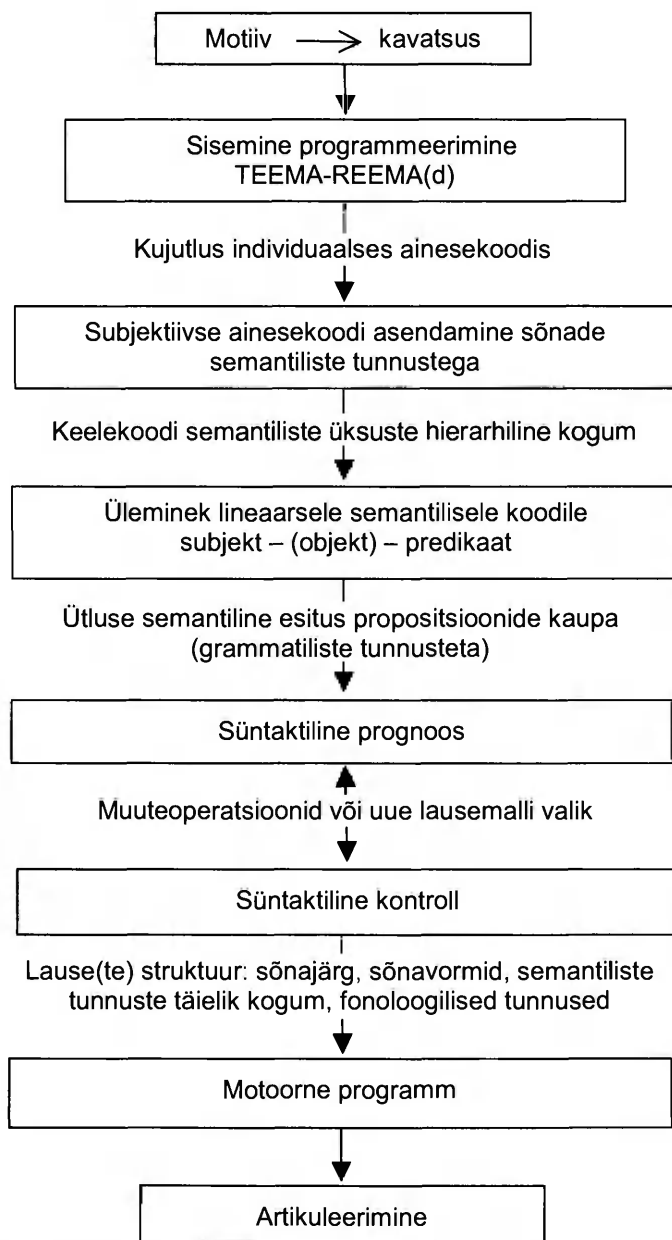 Motiiv → kavatsus
Sisemine programmeerimine
TEEMA-REEMA(d)
Kujutlus individuaalses ainesekoodis
Subjektiivse ainesekoodi asendamine sõnade
semantiliste tunnustega
Keelekoodi semantiliste üksuste hierarhiline kogum
Üleminek lineaarsele semantilisele koodile
subjekt – (objekt) – predikaat
Ütluse semantiline esitus propositsioonide kaupa
(grammatiliste tunnusteta)
Süntaktiline prognoos
Muuteoperatsioonid või uue lausemalli valik
Süntaktiline kontroll
Lause(te) struktuur: sõnajärg, sõnavormid, semantiliste
tunnuste täielik kogum, fonoloogilised tunnused
Motoorne programm
Artikuleerimine